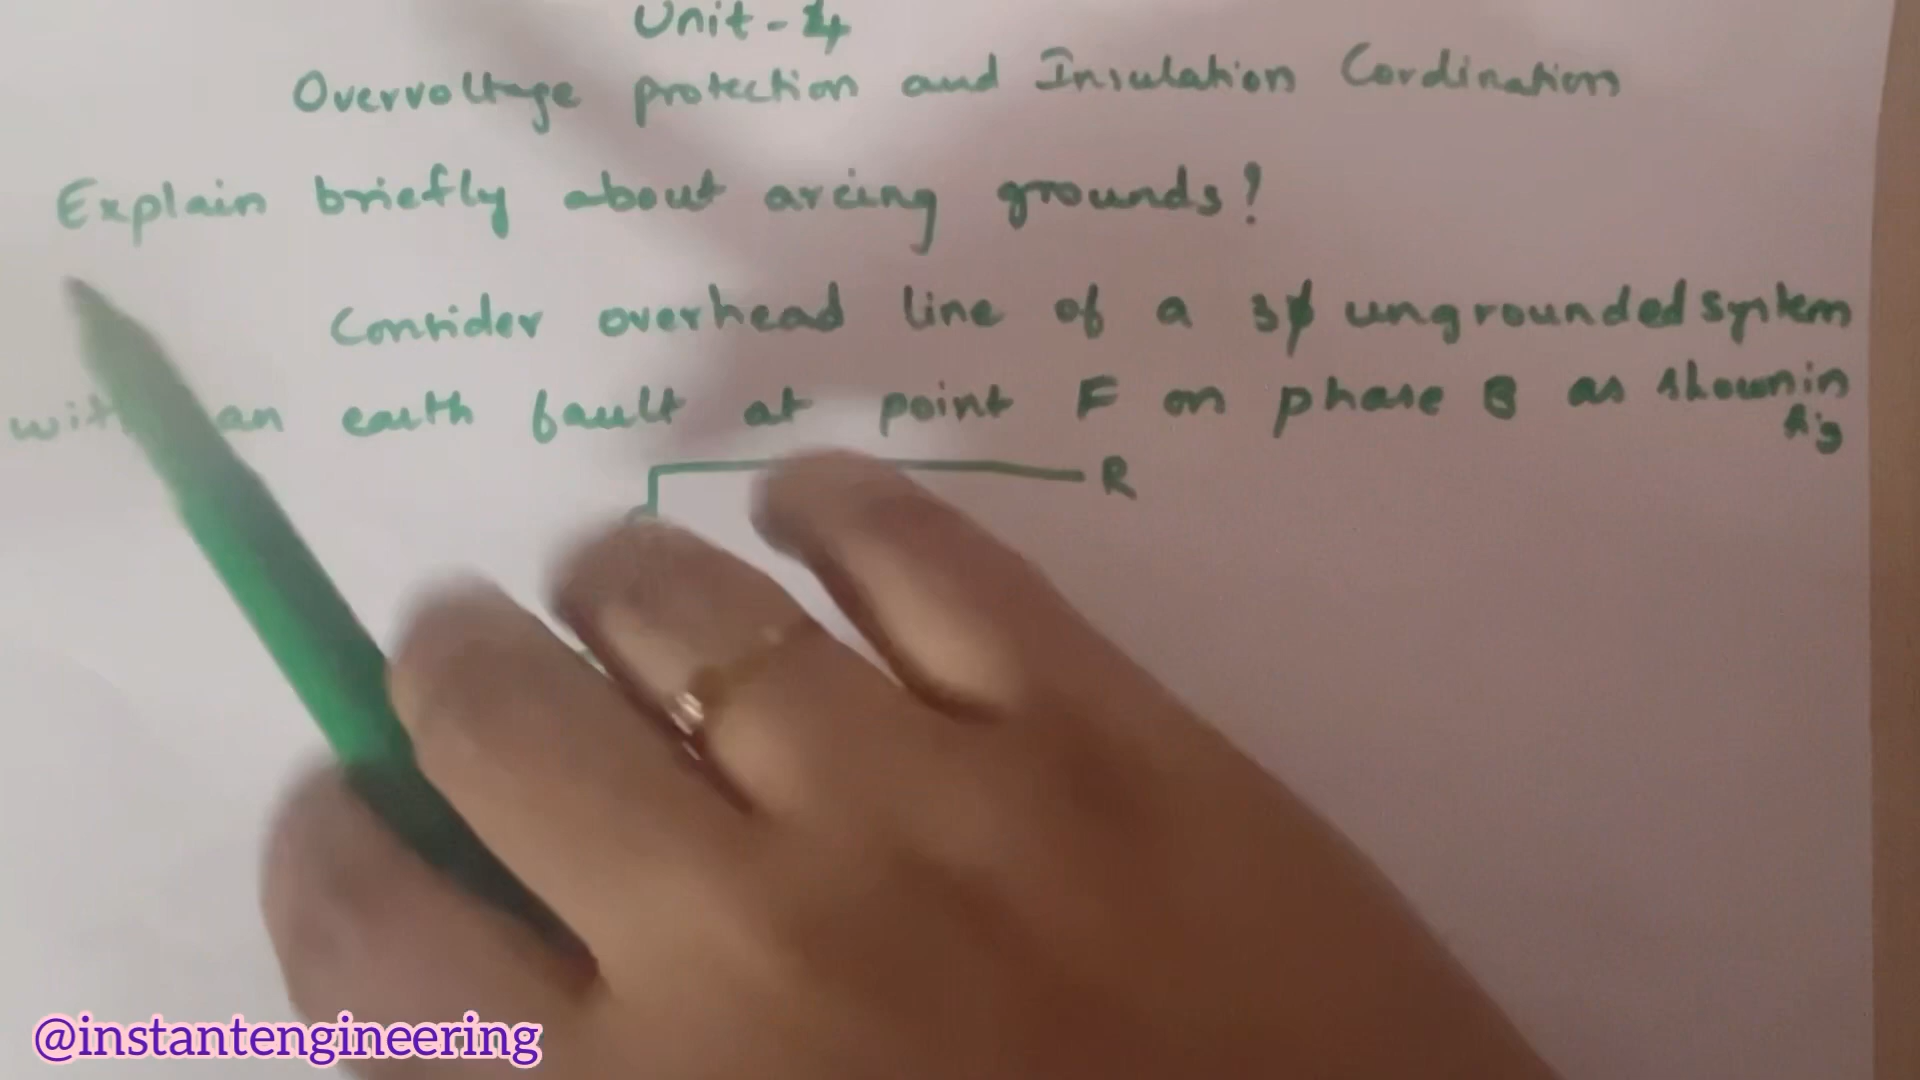 Unit-4
Overvoltage protection and Insulation Cordination
Explain briefly about arcing grounds?
Consider overhead line of a 3φ ungrounded system
an earth fault at point F on phase B as shown in
fig
R
@instantengineering